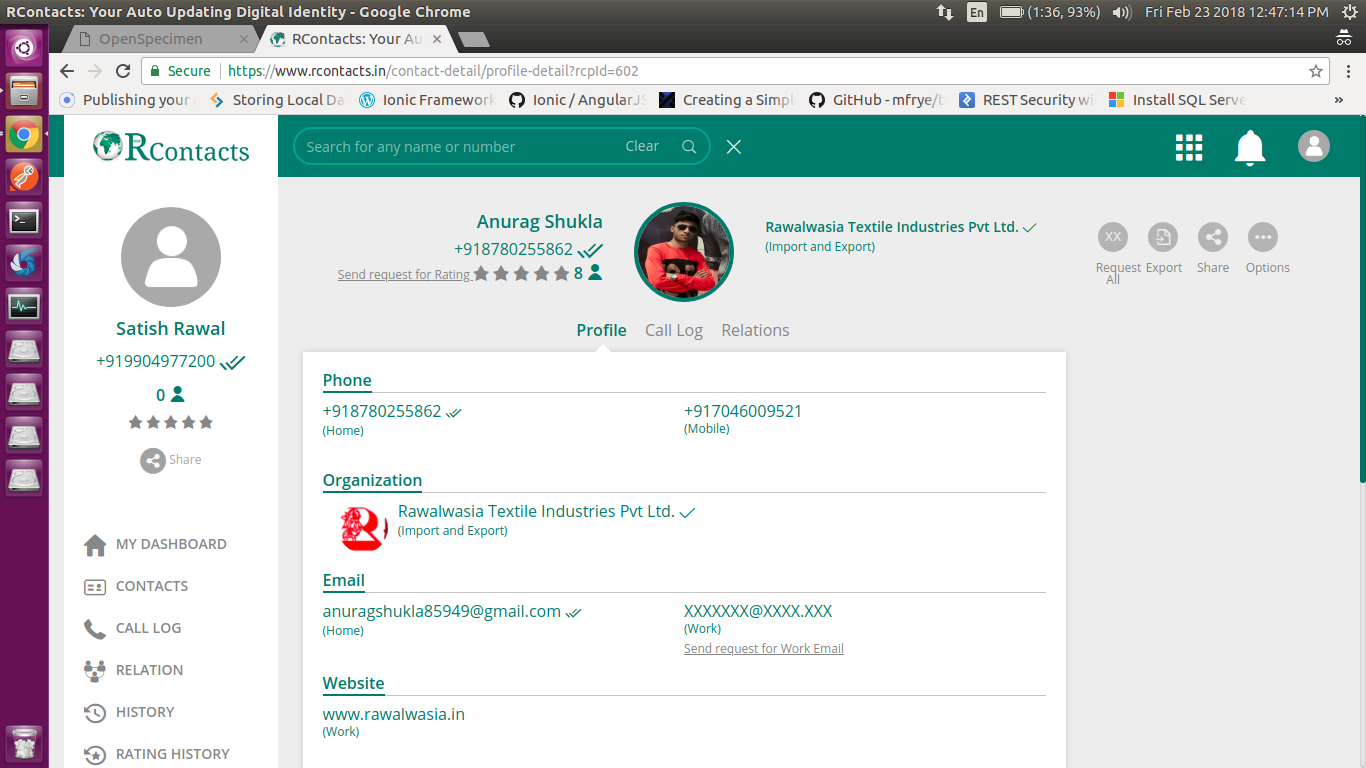 RContacts: Your Auto Updating Digital Identity - Google Chrome
En
(1:36, 93%)
Fri Feb 23 2018 12:47:14 PM
OpenSpecimen
RContacts: Your Au
Secure
https://www.rcontacts.in/contact-detail/profile-detail?rcpId=602
Publishing your
Storing Local Da
Ionic Framework
Ionic / AngularJS
Creating a Simpl
GitHub - mfrye/
REST Security wi
Install SQL Serve
»
RContacts
Search for any name or number
Clear
Satish Rawal
+919904977200
0
Share
MY DASHBOARD
CONTACTS
CALL LOG
RELATION
HISTORY
RATING HISTORY
Anurag Shukla
+918780255862
Send request for Rating
8
Rawalwasia Textile Industries Pvt Ltd.
(Import and Export)
XX
Request All
Export
Share
Options
Profile
Call Log
Relations
Phone
+918780255862
(Home)
+917046009521
(Mobile)
Organization
R
Rawalwasia Textile Industries Pvt Ltd.
(Import and Export)
Email
anuragshukla85949@gmail.com
(Home)
XXXXXXX@XXXX.XXX
(Work)
Send request for Work Email
Website
www.rawalwasia.in
(Work)